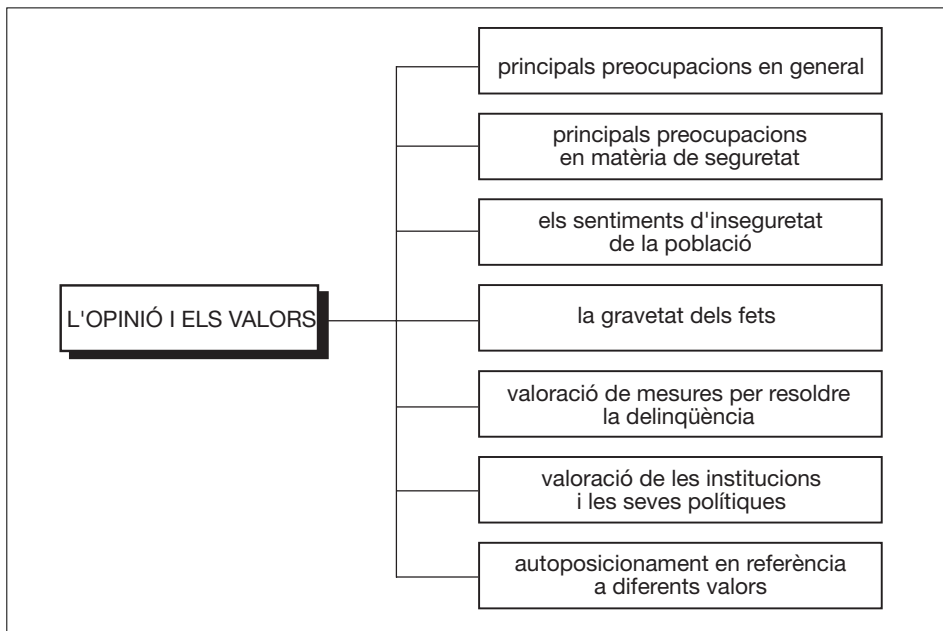 principals preocupacions en general
principals preocupacions
en matèria de seguretat
els sentiments d'inseguretat
de la població
L'OPINIÓ I ELS VALORS
la gravetat dels fets
valoració de mesures per resoldre
la delinqüència
valoració de les institucions
i les seves polítiques
autoposicionament en referència
a diferents valors